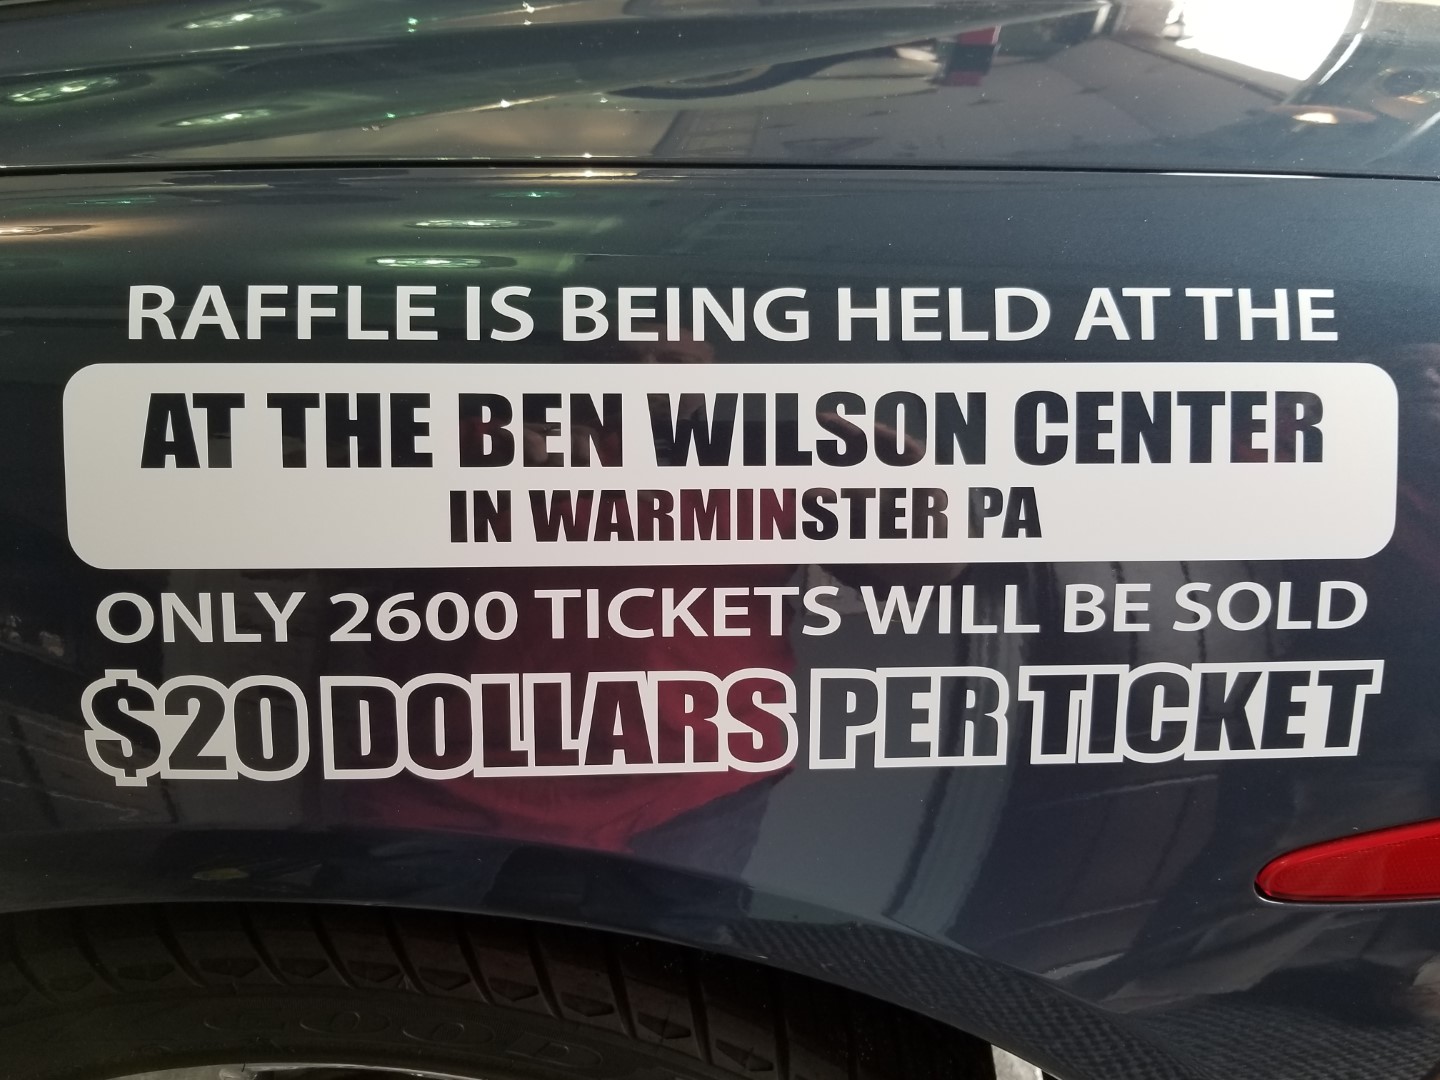 RAFFLE IS BEING HELD AT THE
AT THE BEN WILSON CENTER
IN WARMINSTER PA
ONLY 2600 TICKETS WILL BE SOLD
$20 DOLLARS PER TICKET